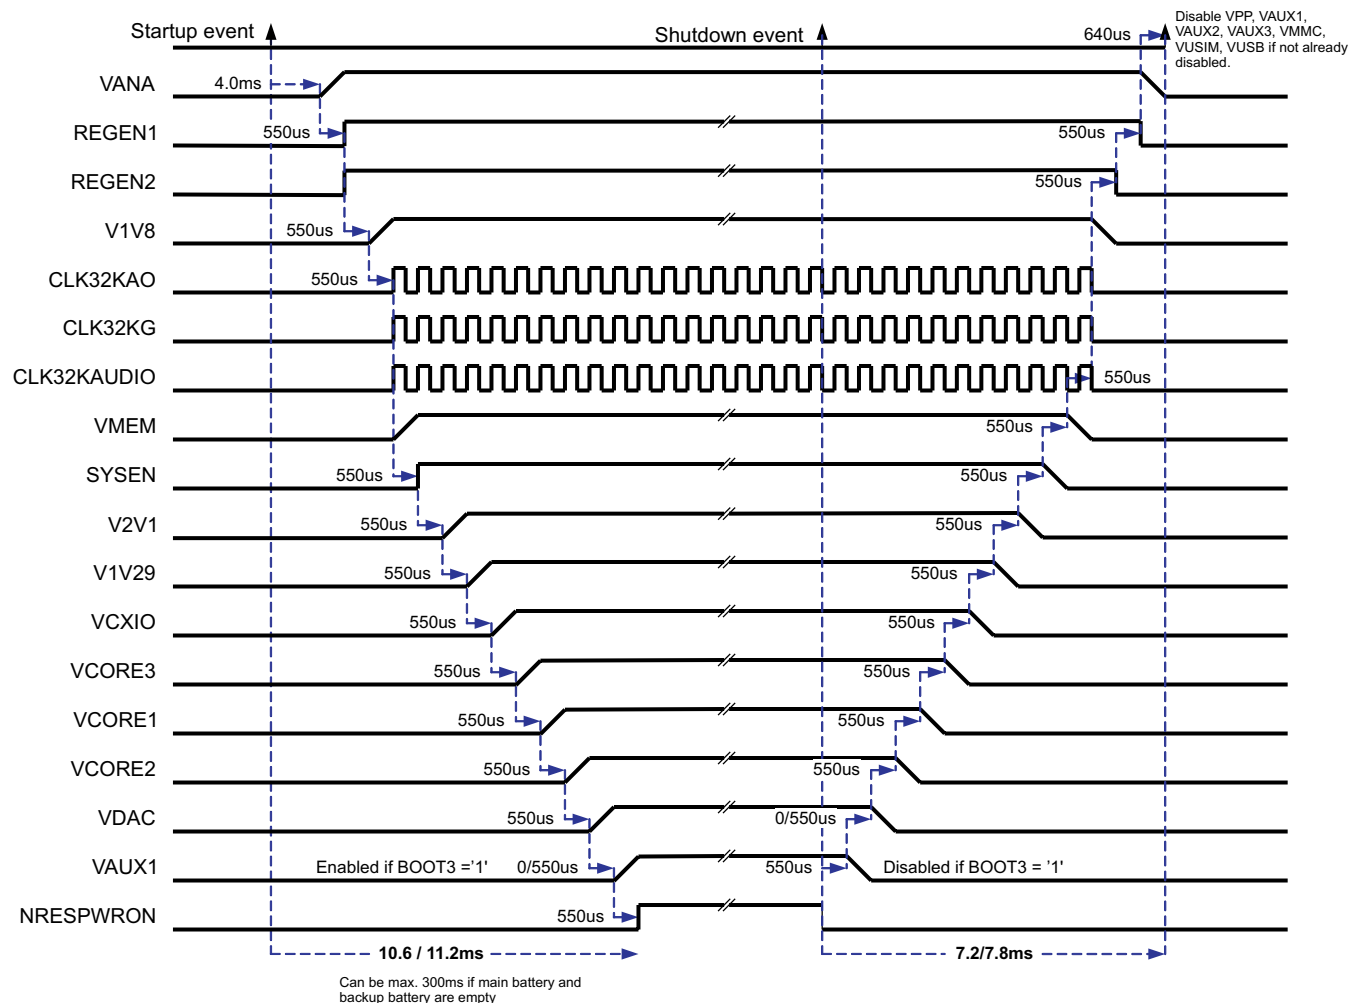 Startup event
Shutdown event
640us
Disable VPP, VAUX1,
VAUX2, VAUX3, VMMC,
VUSIM, VUSB if not already
disabled.
VANA
4.0ms
REGEN1
550us
550us
REGEN2
550us
V1V8
550us
CLK32KAO
550us
CLK32KG
CLK32KAUDIO
550us
VMEM
550us
SYSEN
550us
550us
V2V1
550us
550us
V1V29
550us
550us
VCXIO
550us
550us
VCORE3
550us
550us
VCORE1
550us
550us
VCORE2
550us
550us
VDAC
550us
0/550us
VAUX1
Enabled if BOOT3 ='1'
0/550us
550us
Disabled if BOOT3 = '1'
NRESPWRON
550us
10.6 / 11.2ms
7.2/7.8ms
Can be max. 300ms if main battery and
backup battery are empty